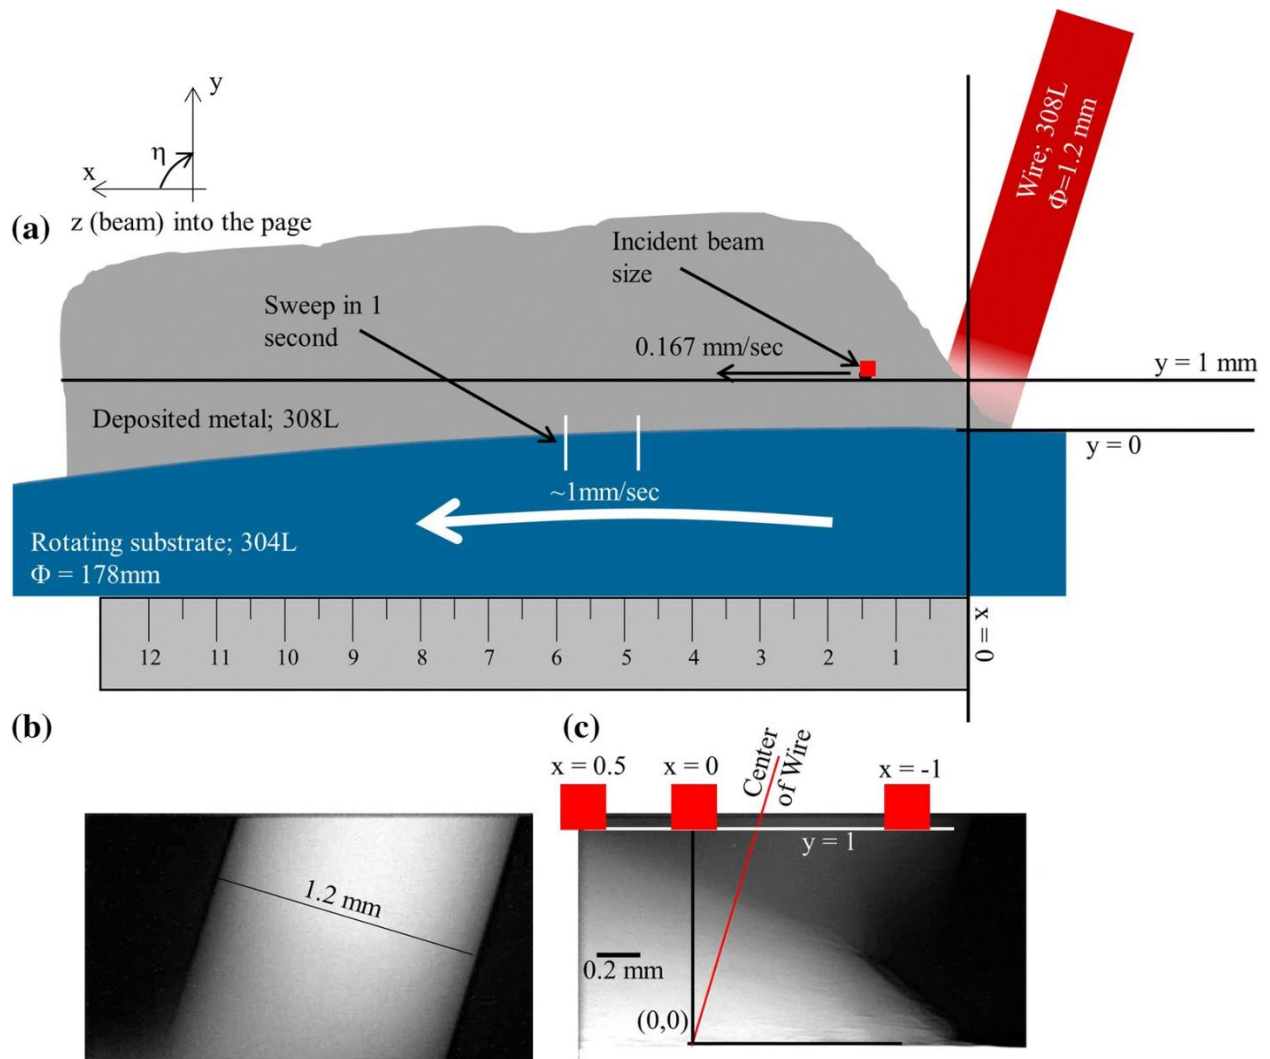 y
η
x
z (beam) into the page
(a)
Wire; 308L
Φ=1.2 mm
Incident beam
size
Sweep in 1
second
0.167 mm/sec
y = 1 mm
Deposited metal; 308L
y = 0
~1mm/sec
Rotating substrate; 304L
Φ = 178mm
12 11 10 9 8 7 6 5 4 3 2 1
x = 0
(b)
1.2 mm
(c)
x = 0.5
x = 0
Center
of Wire
x = -1
y = 1
0.2 mm
(0,0)